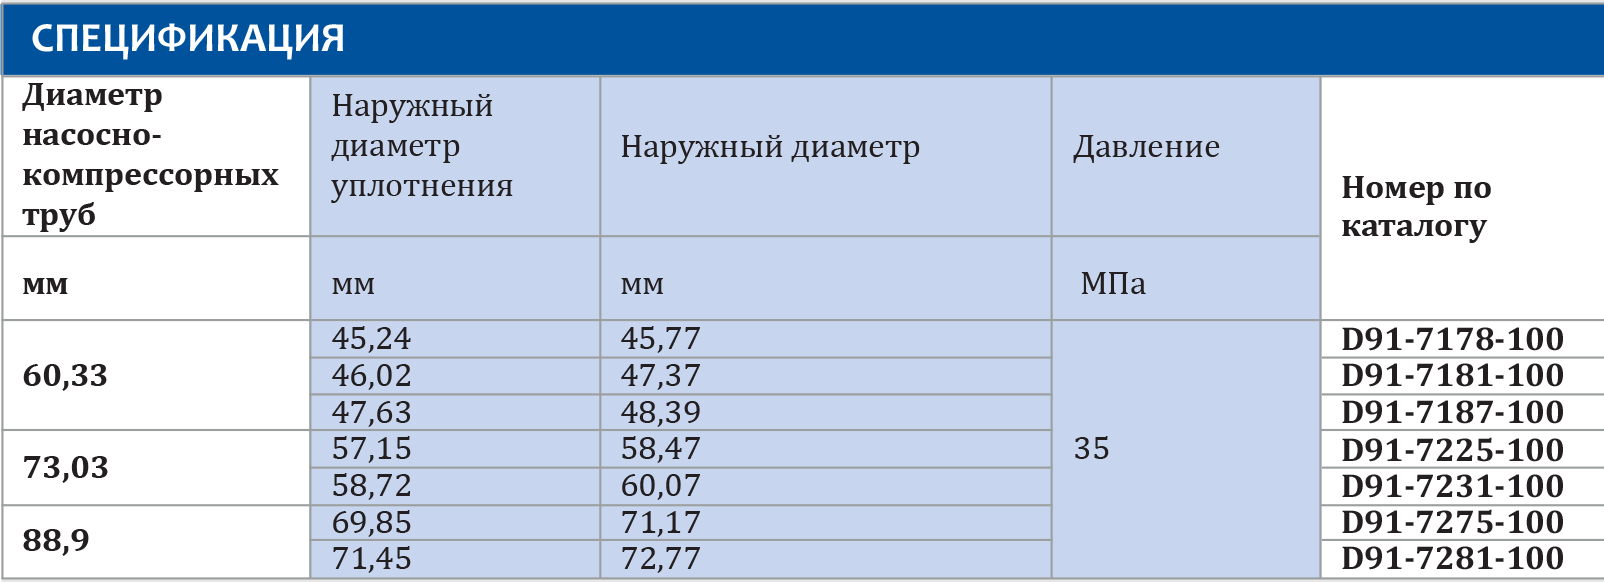 СПЕЦИФИКАЦИЯ
Диаметр
насосно-
компрессорных
труб
Наружный
диаметр
уплотнения
Наружный диаметр
Давление
Номер по
каталогу
мм
мм
мм
МПа
60,33
45,24
45,77
35
D91-7178-100
46,02
47,37
D91-7181-100
47,63
48,39
D91-7187-100
73,03
57,15
58,47
D91-7225-100
58,72
60,07
D91-7231-100
88,9
69,85
71,17
D91-7275-100
71,45
72,77
D91-7281-100